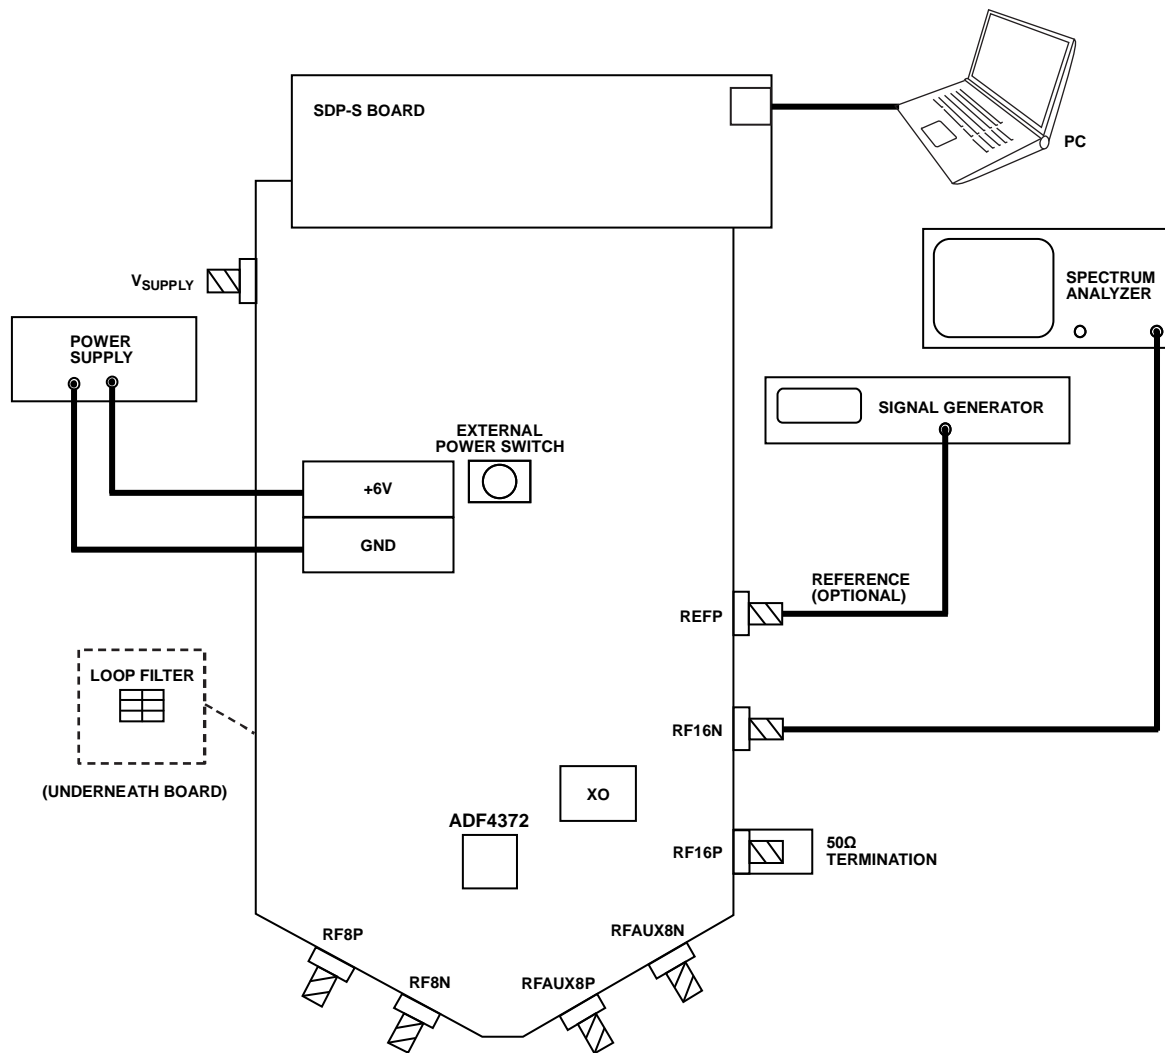 SDP-S BOARD
PC
VSUPPLY
SPECTRUM
ANALYZER
POWER
SUPPLY
SIGNAL GENERATOR
EXTERNAL
POWER SWITCH
+6V
GND
REFERENCE
(OPTIONAL)
REFP
LOOP FILTER
RF16N
(UNDERNEATH BOARD)
XO
ADF4372
RF16P
50Ω
TERMINATION
RF8P
RFAUX8N
RF8N
RFAUX8P